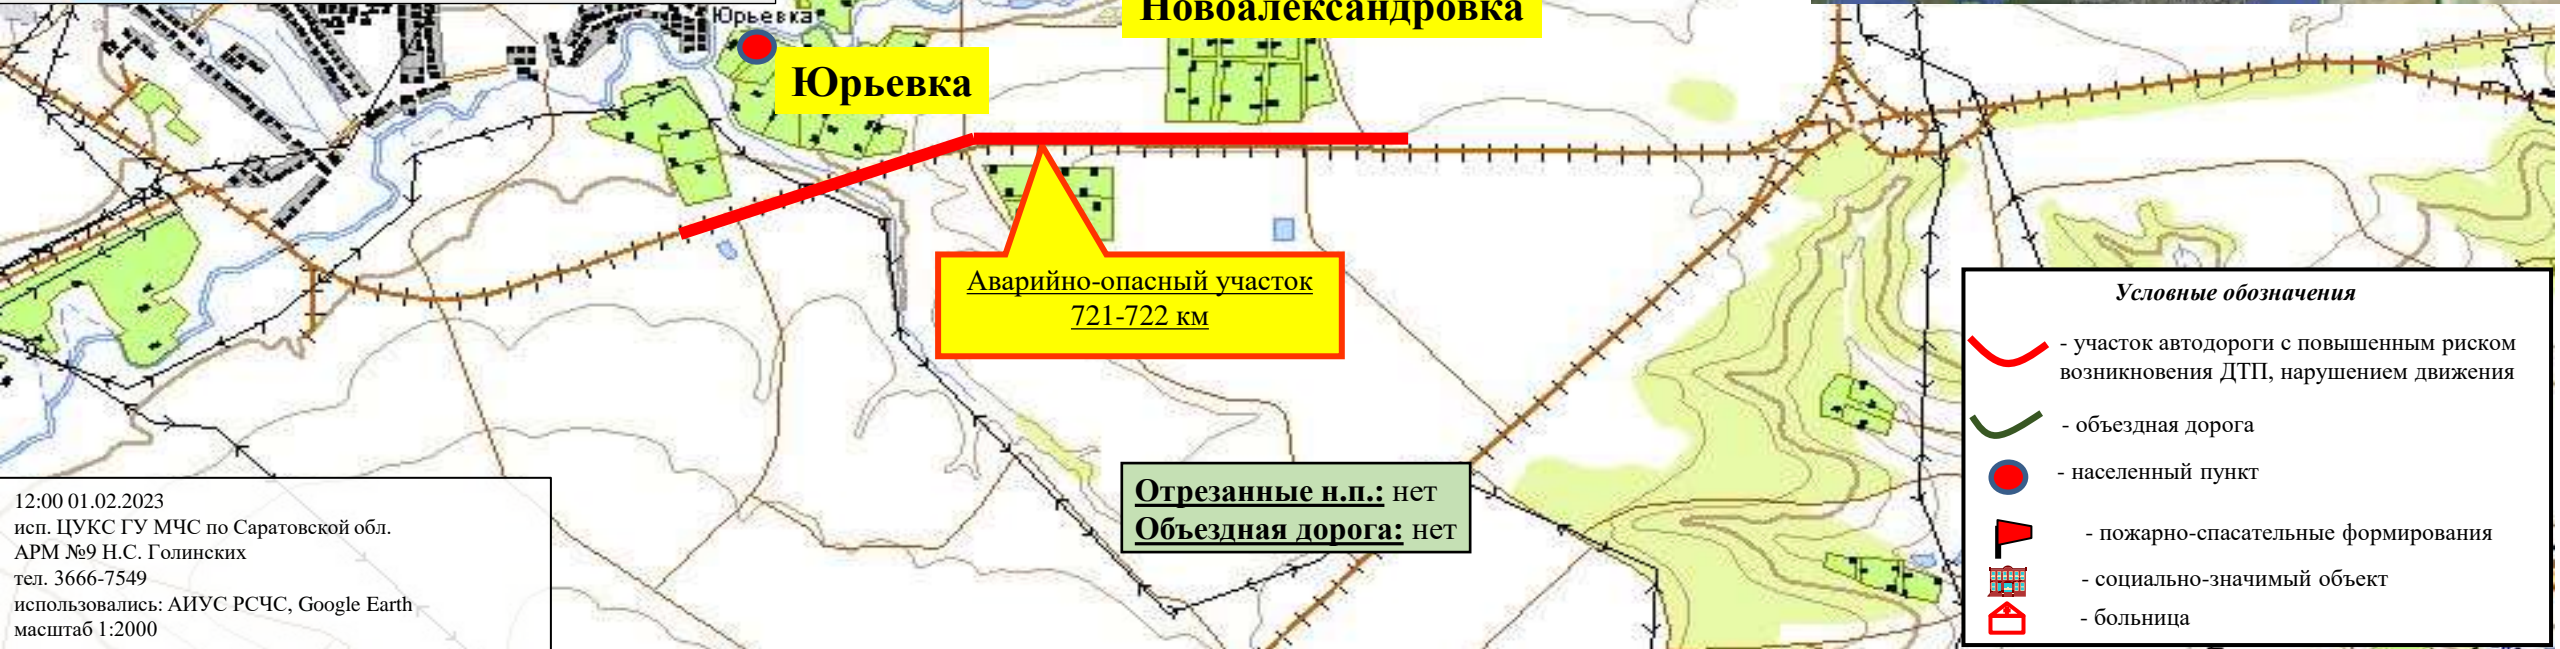 Новоалександровка
Юрьевка
Юрьевка
Аварийно-опасный участок
721-722 км
Условные обозначения
- участок автодороги с повышенным риском
возникновения ДТП, нарушением движения
- объездная дорога
- населенный пункт
- пожарно-спасательные формирования
- социально-значимый объект
- больница
Отрезанные н.п.: нет
Объездная дорога: нет
12:00 01.02.2023
исп. ЦУКС ГУ МЧС по Саратовской обл.
АРМ №9 Н.С. Голинских
тел. 3666-7549
использовались: АИУС РСЧС, Google Earth
масштаб 1:2000